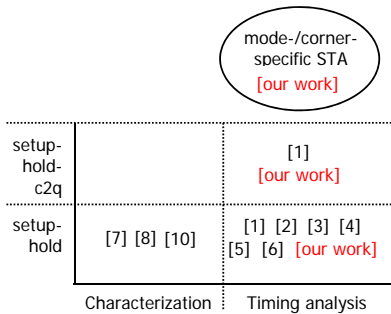 mode-/corner-
specific STA
[our work]
setup-
hold-
c2q
[1]
[our work]
setup-
hold
[7] [8] [10]
[1] [2] [3] [4]
[5] [6] [our work]
Characterization
Timing analysis